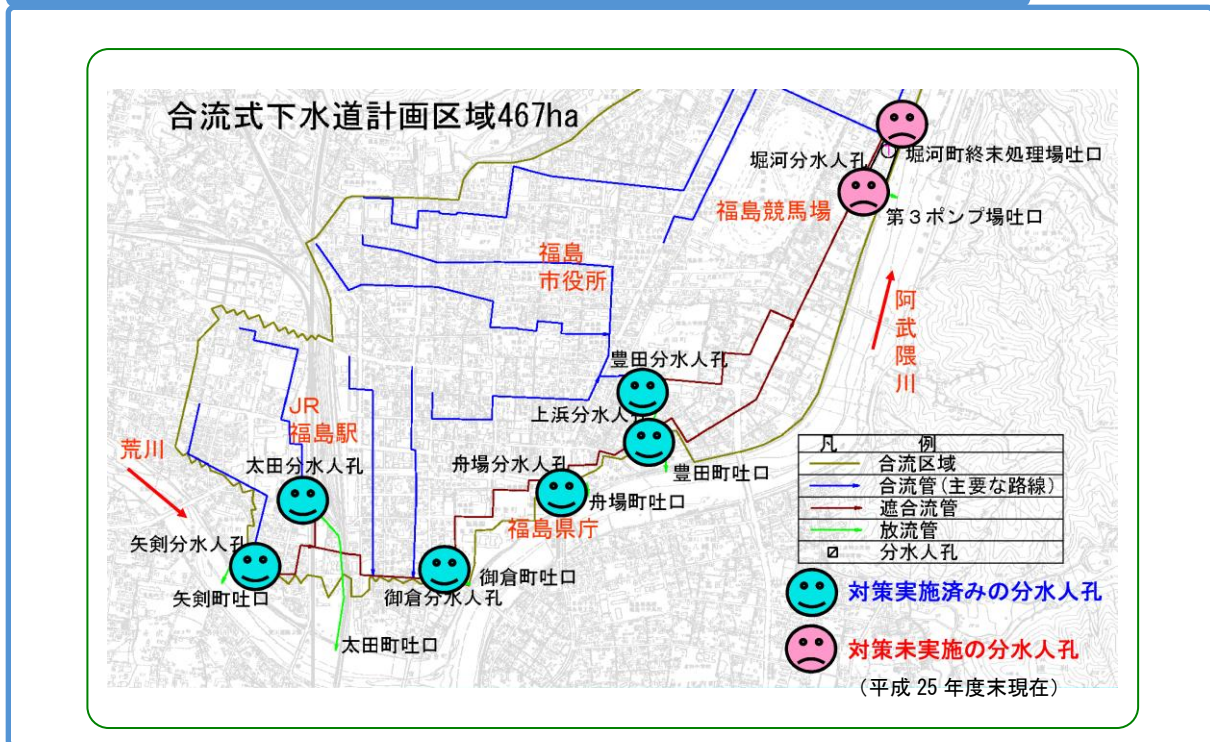 合流式下水道計画区域467ha
堀河分水人孔
堀河町終末処理場吐口
福島競馬場
第3ポンプ場吐口
福島
市役所
阿武隈川
豊田分水人孔
上浜分水人孔
豊田町吐口
JR
福島駅
荒川
太田分水人孔
舟場分水人孔
舟場町吐口
福島県庁
矢剣分水人孔
矢剣町吐口
御倉町吐口
御倉分水人孔
太田町吐口
凡 例
合流区域
合流管(主要な路線)
遮合流管
放流管
分水人孔
対策実施済みの分水人孔
対策未実施の分水人孔
(平成 25 年度末現在)